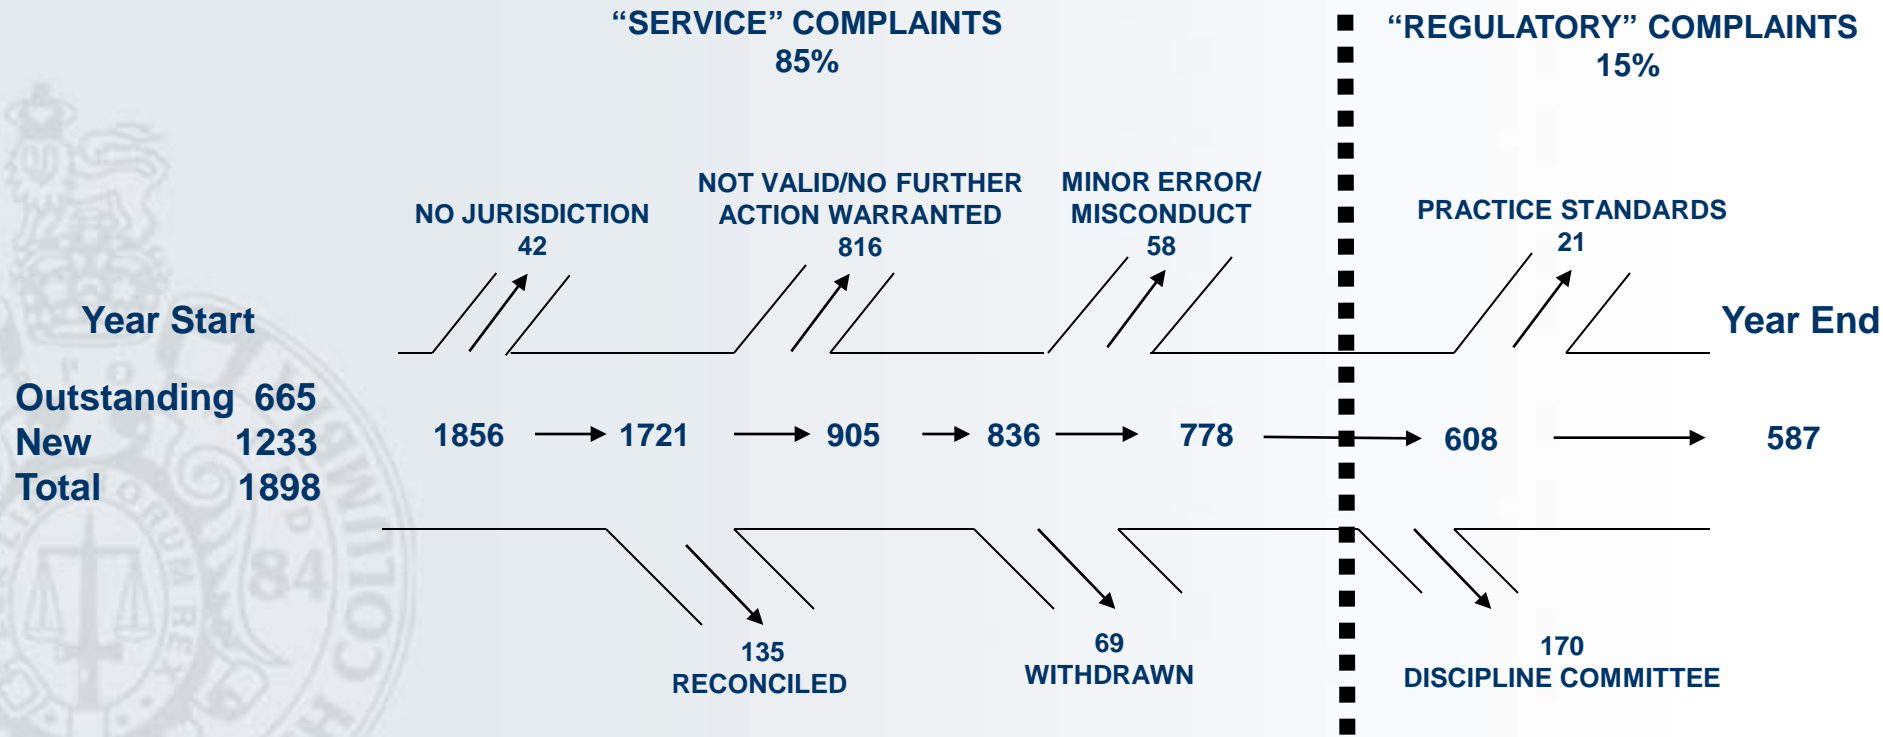 “SERVICE” COMPLAINTS
85%
“REGULATORY” COMPLAINTS
15%
NO JURISDICTION
42
NOT VALID/NO FURTHER
ACTION WARRANTED
816
MINOR ERROR/
MISCONDUCT
58
PRACTICE STANDARDS
21
Year Start
Year End
Outstanding 665
New 1233
Total 1898
1856 1721 905 836 778 608 587
135
RECONCILED
69
WITHDRAWN
170
DISCIPLINE COMMITTEE
84